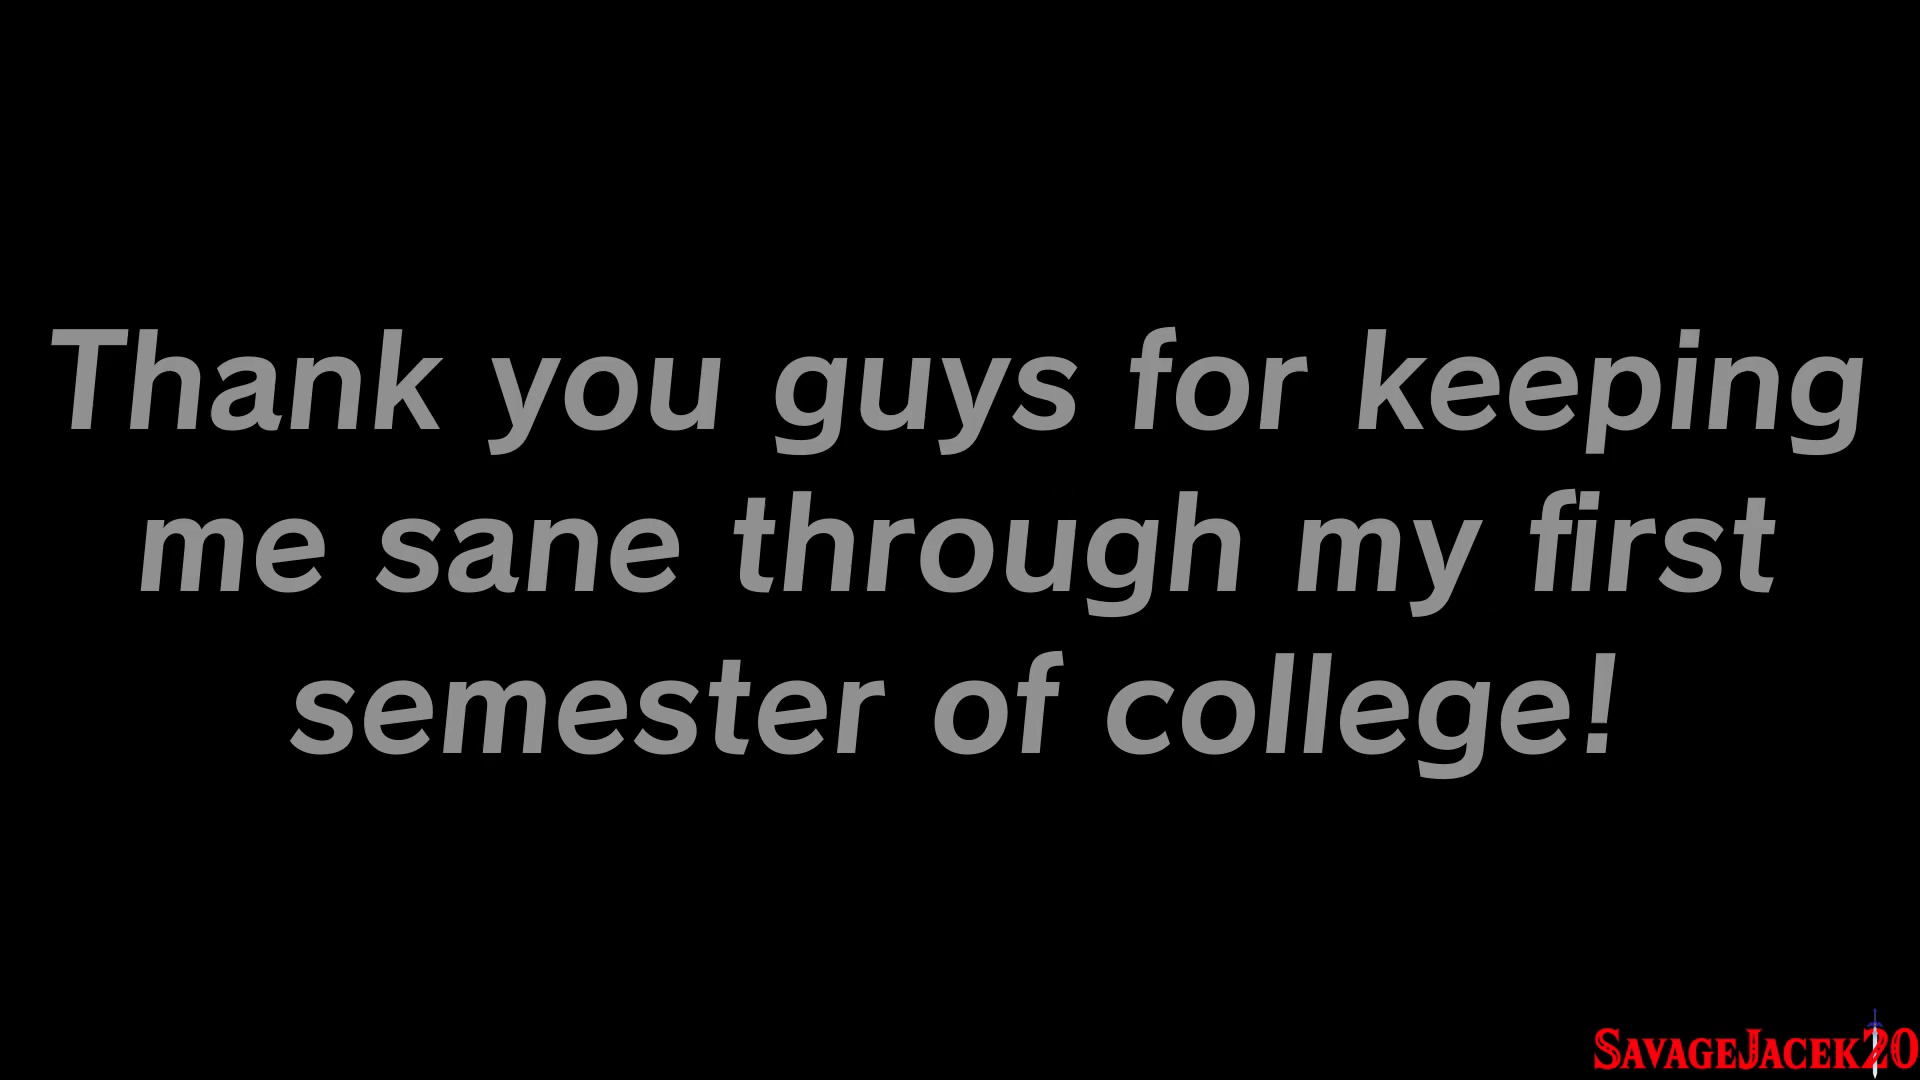 Thank you guys for keeping
me sane through my first
semester of college!
SavageJacek20